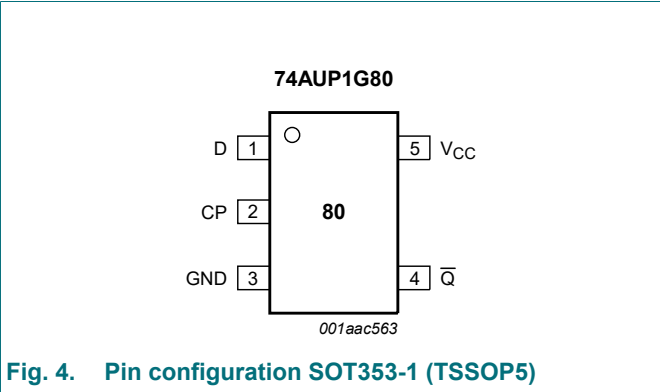 74AUP1G80
D 1 5 VCC
CP 2 80
GND 3 4 Q̅
001aac563
Fig. 4. Pin configuration SOT353-1 (TSSOP5)